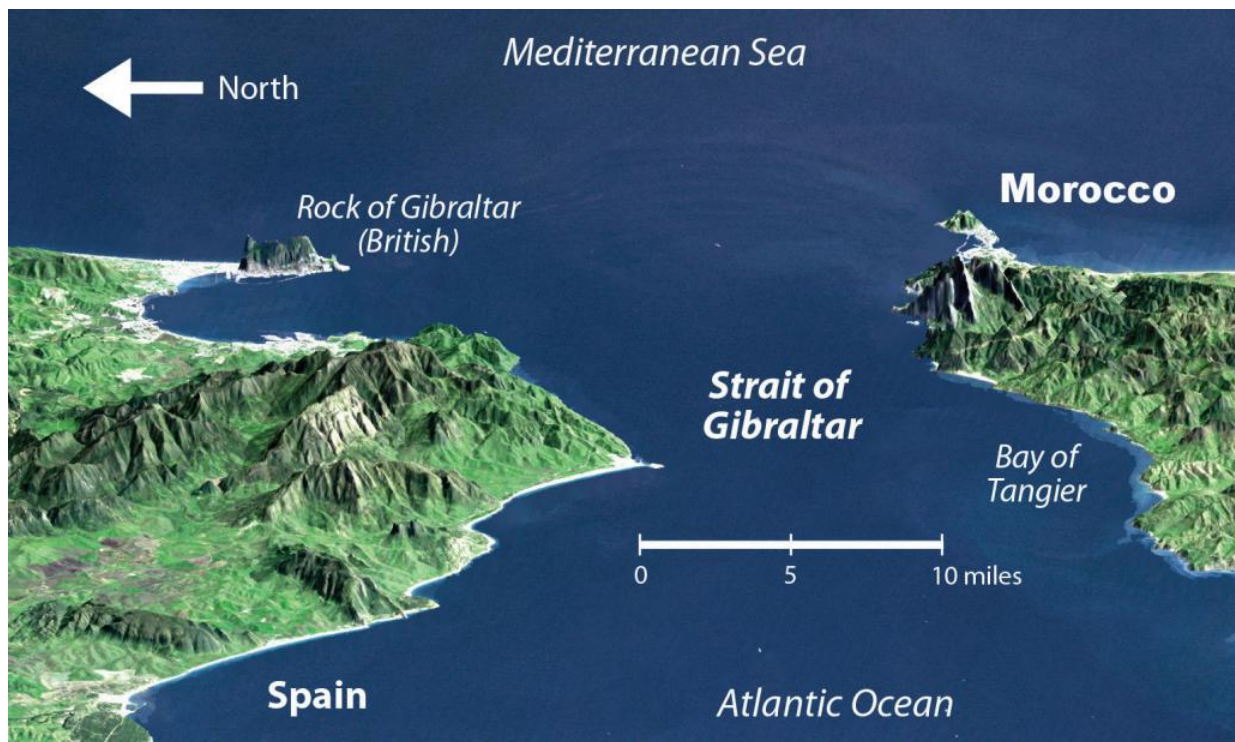 Mediterranean Sea
North
Rock of Gibraltar
(British)
Morocco
Strait of
Gibraltar
Bay of
Tangier
0 5 10 miles
Spain
Atlantic Ocean